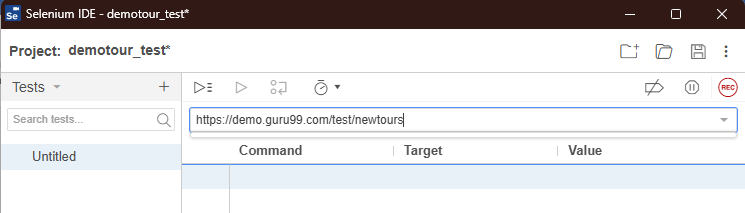 Se Selenium IDE - demotour_test*
Project: demotour_test*
Tests +
REC
Search tests...
https://demo.guru99.com/test/newtours
Untitled
Command Target Value